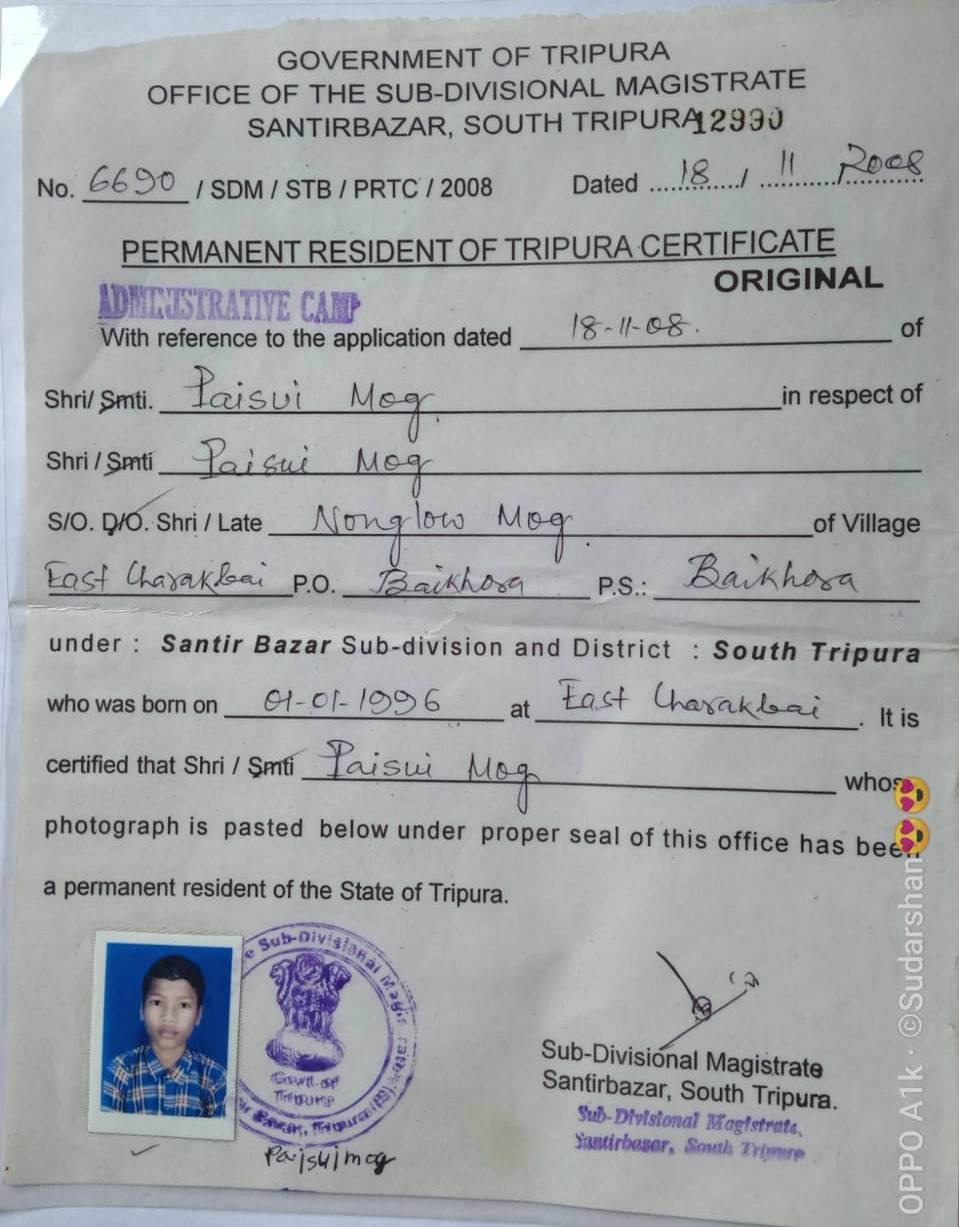 GOVERNMENT OF TRIPURA
OFFICE OF THE SUB-DIVISIONAL MAGISTRATE
SANTIRBAZAR, SOUTH TRIPURA 12990
No. 6690 / SDM / STB / PRTC / 2008 Dated 18 / 11 / 2008
PERMANENT RESIDENT OF TRIPURA CERTIFICATE
ORIGINAL
ADMINISTRATIVE CAMP
With reference to the application dated 18-11-08. of
Shri/ Smti. Paisui Mog. in respect of
Shri / Smti Paisui Mog
S/O. D/O. Shri / Late Nonglow Mog. of Village
East Charakbai P.O. Baikhora P.S.: Baikhora
under : Santir Bazar Sub-division and District : South Tripura
who was born on 01-01-1996 at East Charakbai . It is
certified that Shri / Smti Paisui Mog whos
photograph is pasted below under proper seal of this office has been
a permanent resident of the State of Tripura.
e Sub-Divisional Magistrate
Govt. of
Tripura
Bazar, Tripura (S)
Paisui mog
Sub-Divisional Magistrate
Santirbazar, South Tripura.
Sub-Divisional Magistrate,
Santirbazar, South Tripura
OPPO A1k · ©Sudarshan😍😍